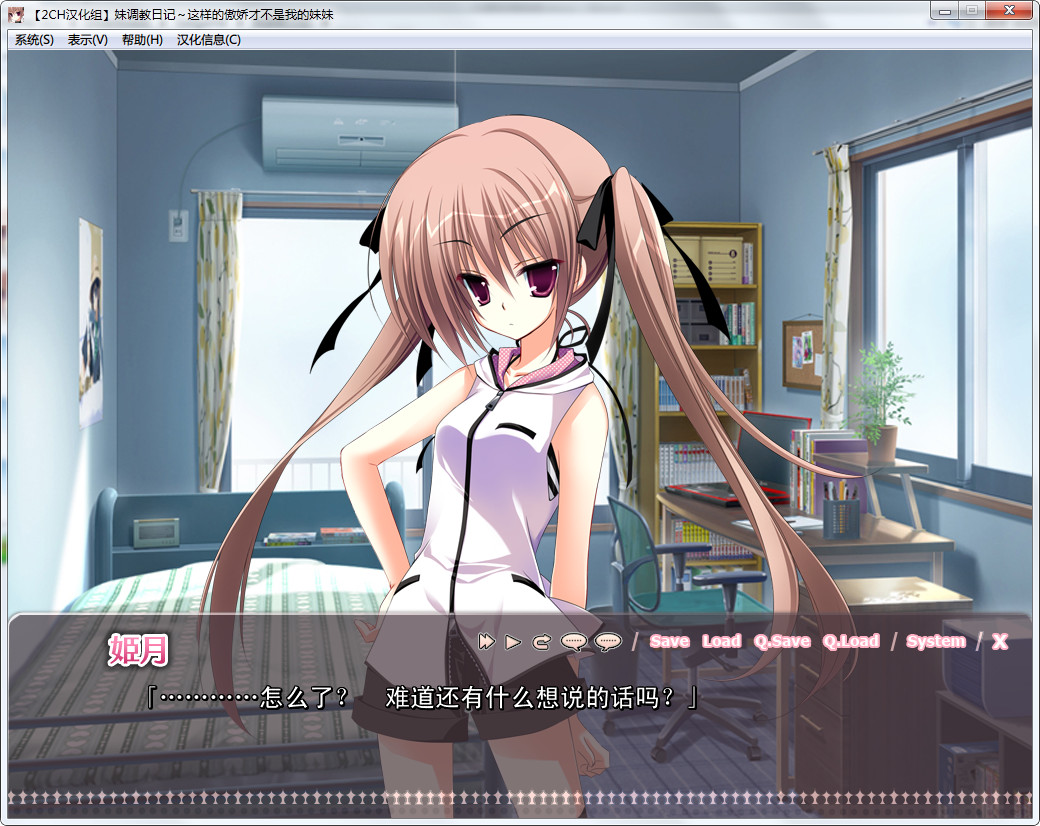 【2CH汉化组】妹调教日记～这样的傲娇才不是我的妹妹
系统(S) 表示(V) 帮助(H) 汉化信息(C)
姫月
/ Save Load Q.Save Q.Load / System / X
「…………怎么了？ 难道还有什么想说的话吗？」